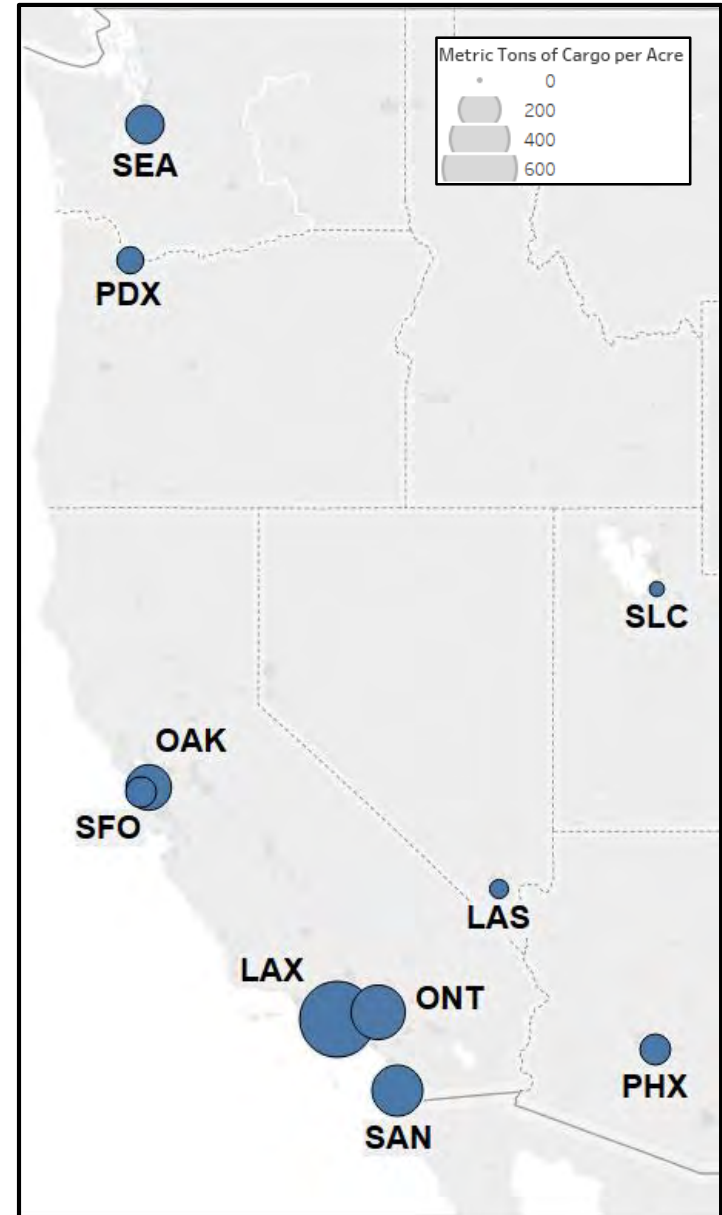 Metric Tons of Cargo per Acre
0
200
400
600
SEA
PDX
SLC
OAK
SFO
LAS
LAX
ONT
PHX
SAN